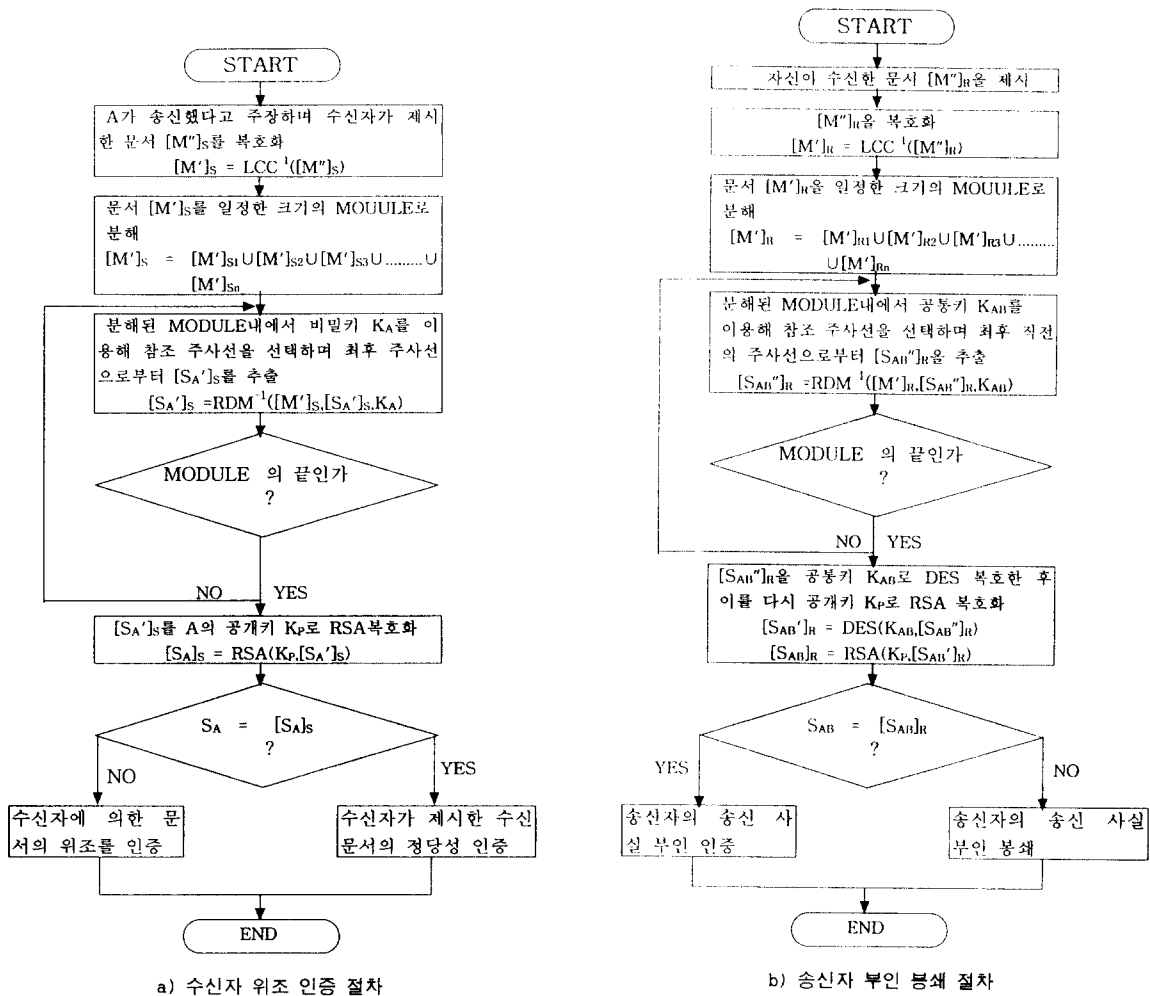 START
A가 송신했다고 주장하며 수신자가 제시
한 문서 [M″]S를 복호화
[M′]S = LCC⁻¹([M″]S)
문서 [M′]S를 일정한 크기의 MOUULE로
분해
[M′]S = [M′]S1∪[M′]S2∪[M′]S3∪.........∪
[M′]Sn
분해된 MODULE내에서 비밀키 KA를 이
용해 참조 주사선을 선택하며 최후 주사선
으로부터 [SA′]S를 추출
[SA′]S =RDM⁻¹([M′]S,[SA′]S,KA)
MODULE 의 끝인가
?
NO YES
[SA′]S를 A의 공개키 KP로 RSA복호화
[SA]S = RSA(KP,[SA′]S)
SA = [SA]S
?
NO
YES
수신자에 의한 문
서의 위조를 인증
수신자가 제시한 수신
문서의 정당성 인증
END
a) 수신자 위조 인증 절차
START
자신이 수신한 문서 [M″]R을 제시
[M″]R을 복호화
[M′]R = LCC⁻¹([M″]R)
문서 [M′]R을 일정한 크기의 MOUULE로
분해
[M′]R = [M′]R1∪[M′]R2∪[M′]R3∪.........
∪[M′]Rn
분해된 MODULE내에서 공통키 KAB를
이용해 참조 주사선을 선택하며 최후 직전
의 주사선으로부터 [SAB″]R을 추출
[SAB″]R =RDM⁻¹([M′]R,[SAB″]R,KAB)
MODULE 의 끝인가
?
NO YES
[SAB″]R을 공통키 KAB로 DES 복호한 후
이를 다시 공개키 KP로 RSA 복호화
[SAB′]R = DES(KAB,[SAB″]R)
[SAB]R = RSA(KP,[SAB′]R)
SAB = [SAB]R
?
YES
NO
송신자의 송신 사
실 부인 인증
송신자의 송신 사실
부인 봉쇄
END
b) 송신자 부인 봉쇄 절차